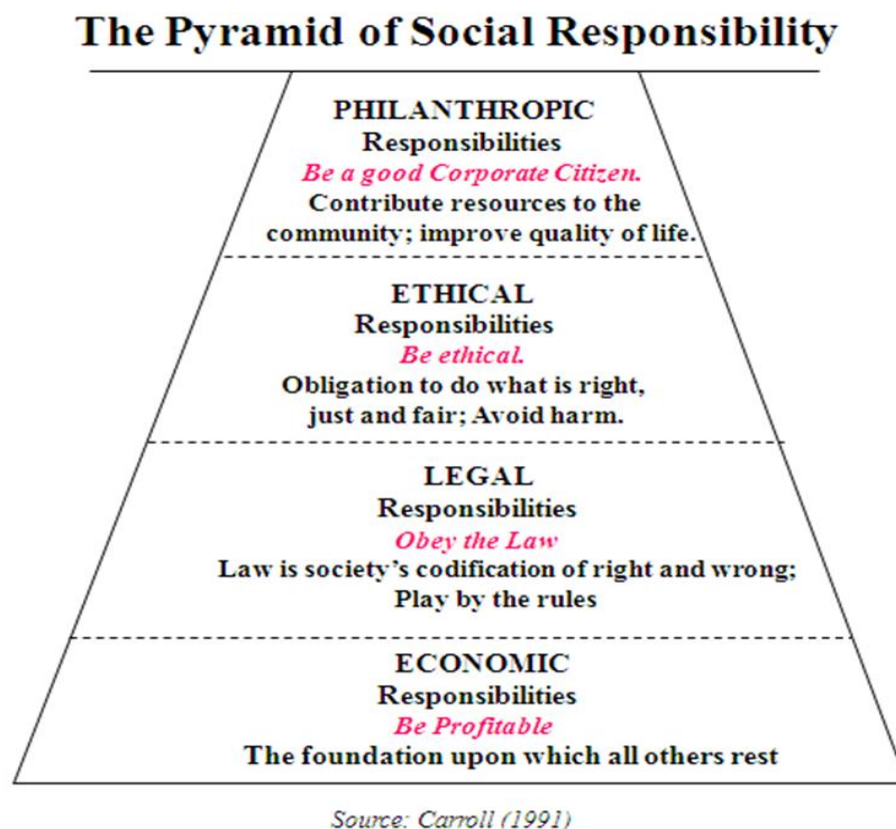 The Pyramid of Social Responsibility
PHILANTHROPIC
Responsibilities
Be a good Corporate Citizen.
Contribute resources to the
community; improve quality of life.
ETHICAL
Responsibilities
Be ethical.
Obligation to do what is right,
just and fair; Avoid harm.
LEGAL
Responsibilities
Obey the Law
Law is society’s codification of right and wrong;
Play by the rules
ECONOMIC
Responsibilities
Be Profitable
The foundation upon which all others rest
Source: Carroll (1991)